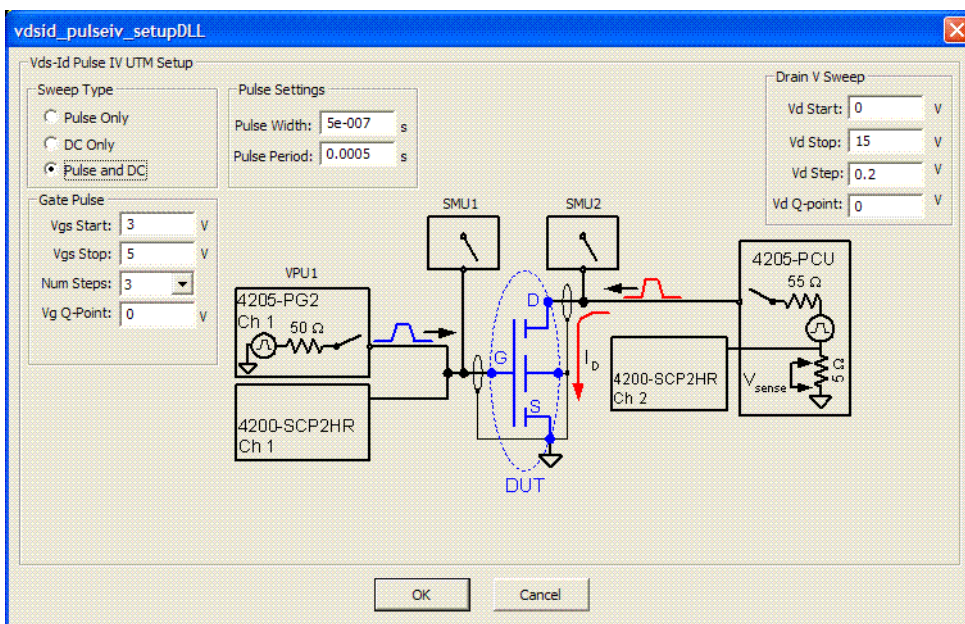 vdsid_pulseiv_setupDLL
Vds-Id Pulse IV UTM Setup
Sweep Type
Pulse Only
DC Only
Pulse and DC
Pulse Settings
Pulse Width: 5e-007 s
Pulse Period: 0.0005 s
Drain V Sweep
Vd Start: 0 V
Vd Stop: 15 V
Vd Step: 0.2 V
Vd Q-point: 0 V
Gate Pulse
Vgs Start: 3 V
Vgs Stop: 5 V
Num Steps: 3
Vg Q-Point: 0 V
SMU1
SMU2
VPU1
4205-PG2
Ch 1
50 Ω
4200-SCP2HR
Ch 1
G
D
S
DUT
I_D
4205-PCU
55 Ω
4200-SCP2HR
Ch 2
Vsense
5 Ω
OK
Cancel